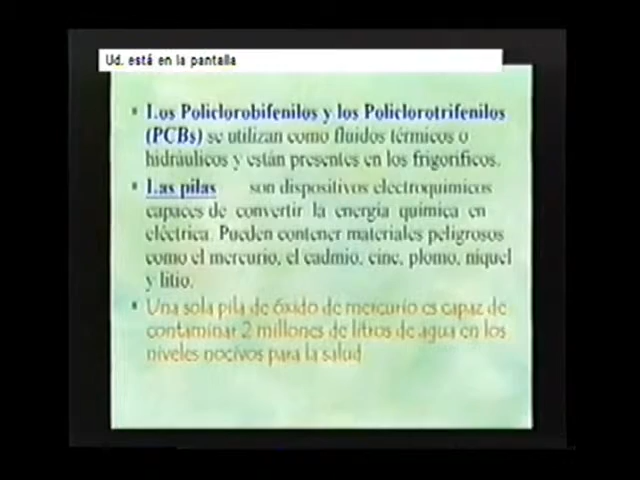 Ud. está en la pantalla
Los Policlorobifenilos y los Policlorotrifenilos
(PCBs) se utilizan como fluidos térmicos o
hidráulicos y están presentes en los frigoríficos.
Las pilas son dispositivos electroquímicos
capaces de convertir la energía química en
eléctrica. Pueden contener materiales peligrosos
como el mercurio, el cadmio, cinc, plomo, níquel
y litio.
Una sola pila de óxido de mercurio es capaz de
contaminar 2 millones de litros de agua en los
niveles nocivos para la salud